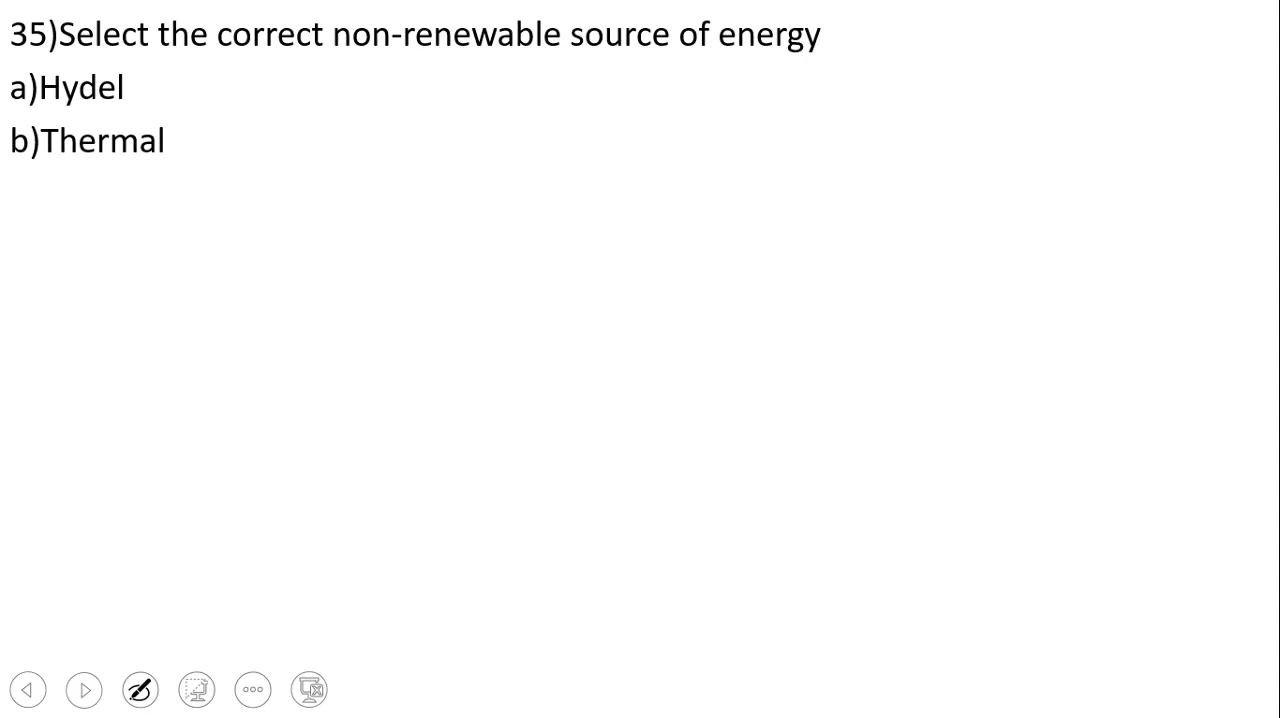 35)Select the correct non-renewable source of energy
a)Hydel
b)Thermal